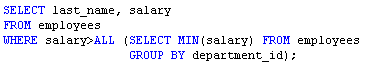 SELECT last_name, salary
FROM employees
WHERE salary>ALL (SELECT MIN(salary) FROM employees
GROUP BY department_id);